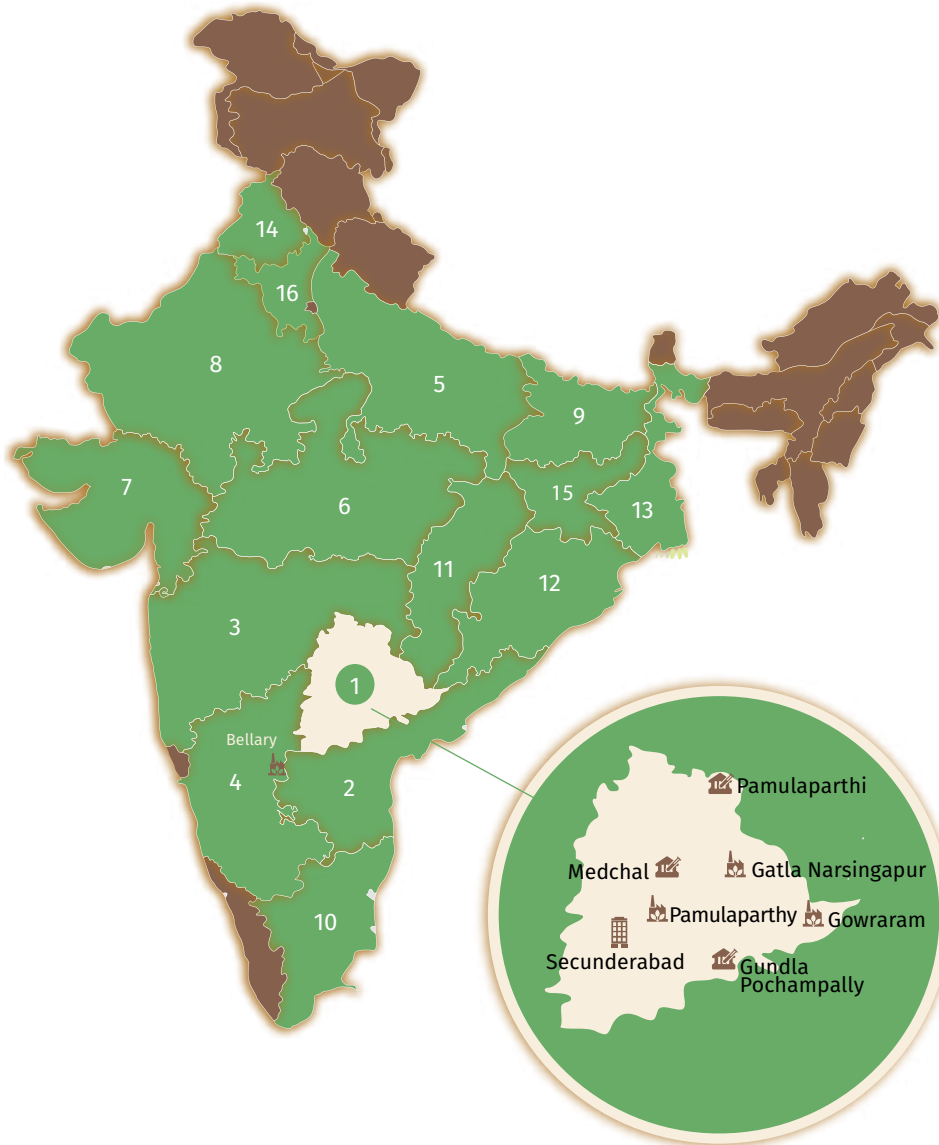 14
16
8
5
9
7
6
15
13
11
12
3
1
Bellary
4
2
10
Pamulaparthi
Medchal
Gatla Narsingapur
Pamulaparthy
Gowraram
Secunderabad
Gundla
Pochampally